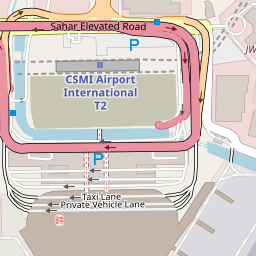 Sahar Elevated Road
P
CSMI Airport
International
T2
P
P
Taxi Lane
Private Vehicle Lane